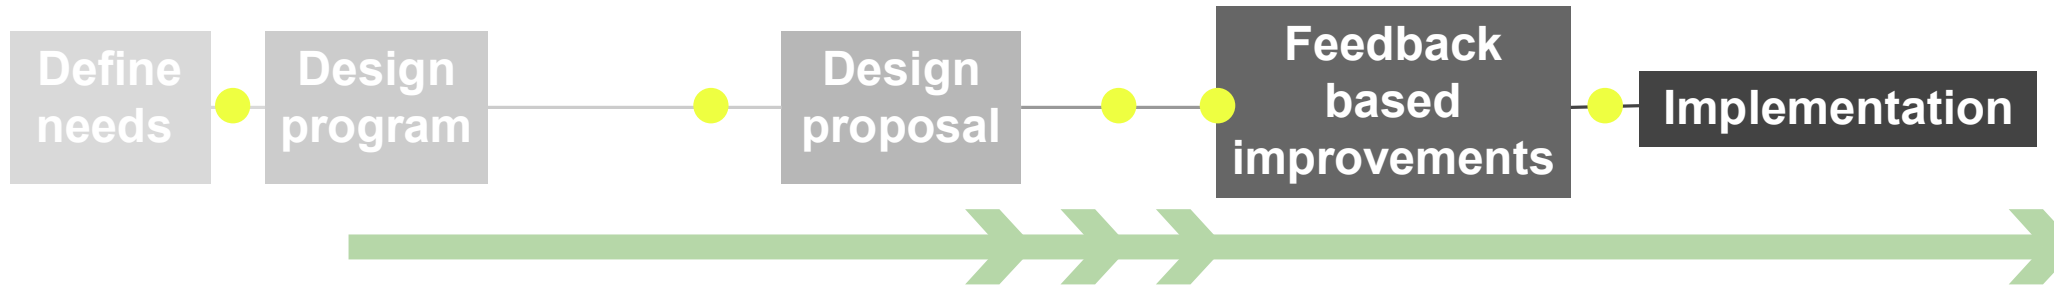 Define
needs
Design
program
Design
proposal
Feedback
based
improvements
Implementation